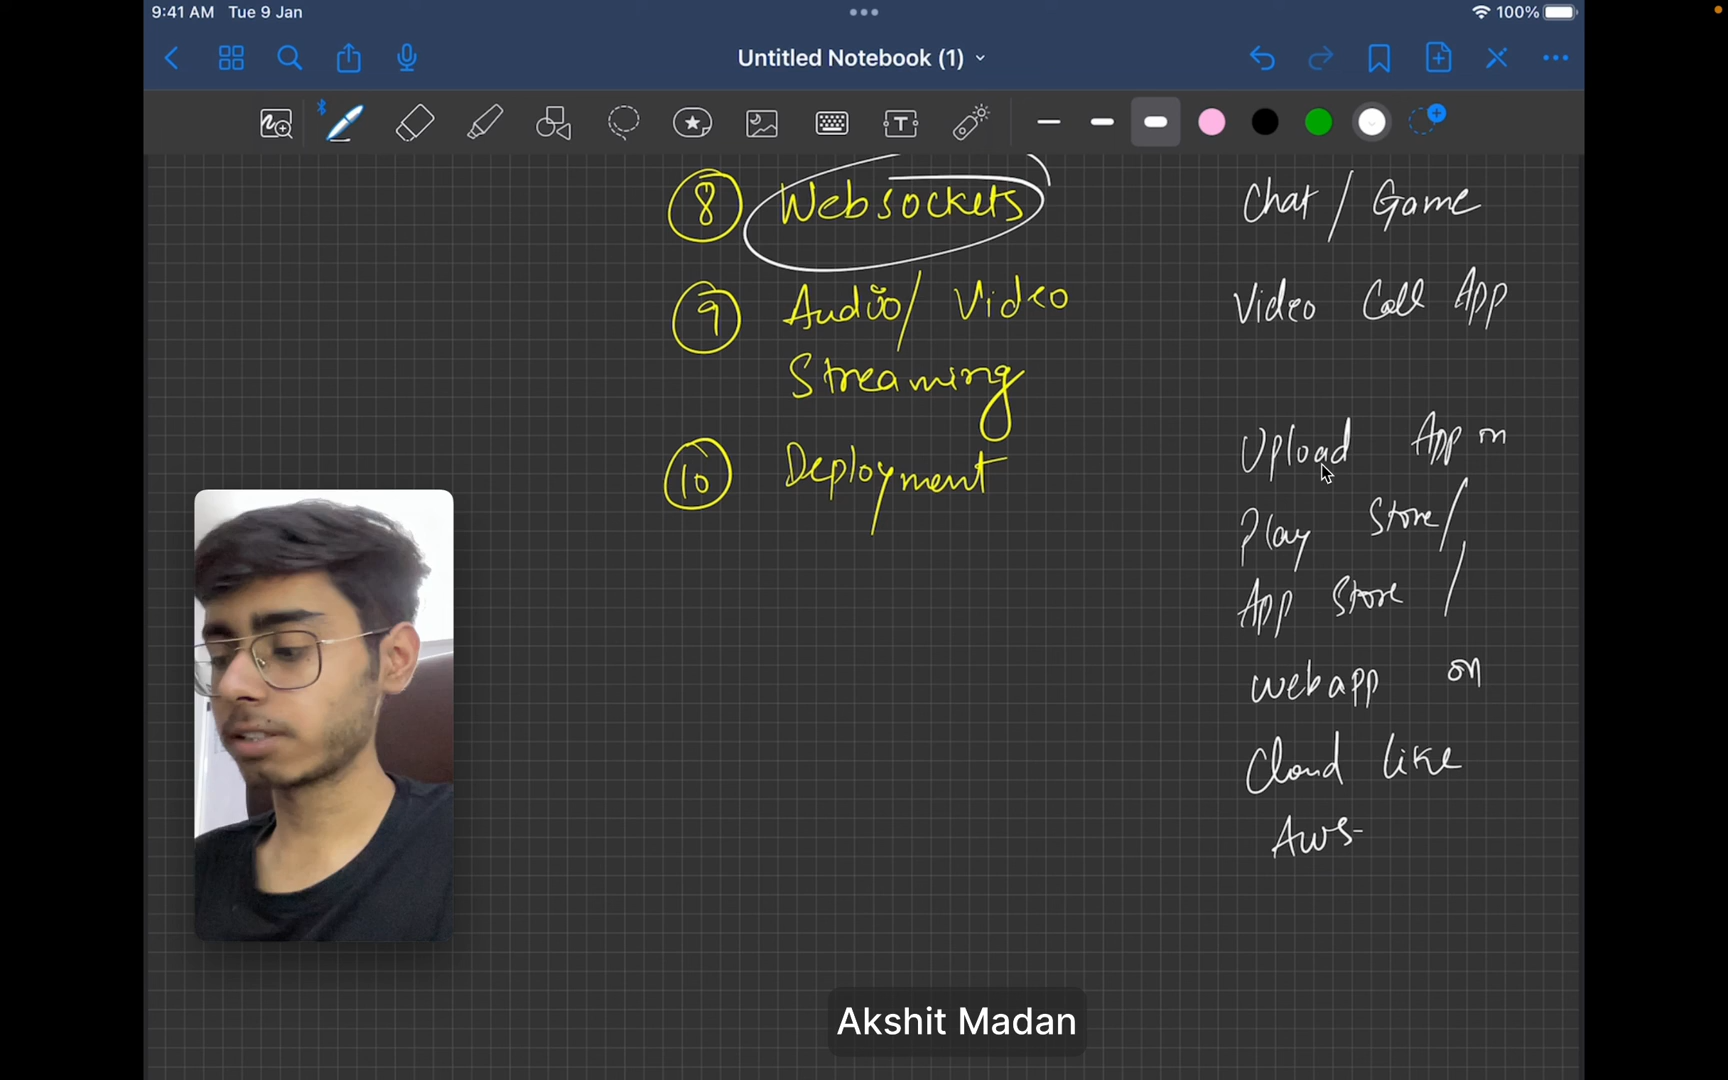 9:41 AM Tue 9 Jan
100%
Untitled Notebook (1)
T
8 Websockets Chat / Game
9 Audio/ Video Video Call App
Streaming
Upload App on
10 Deployment
Play Store/
App Store /
webapp on
Cloud like
AWS
Akshit Madan